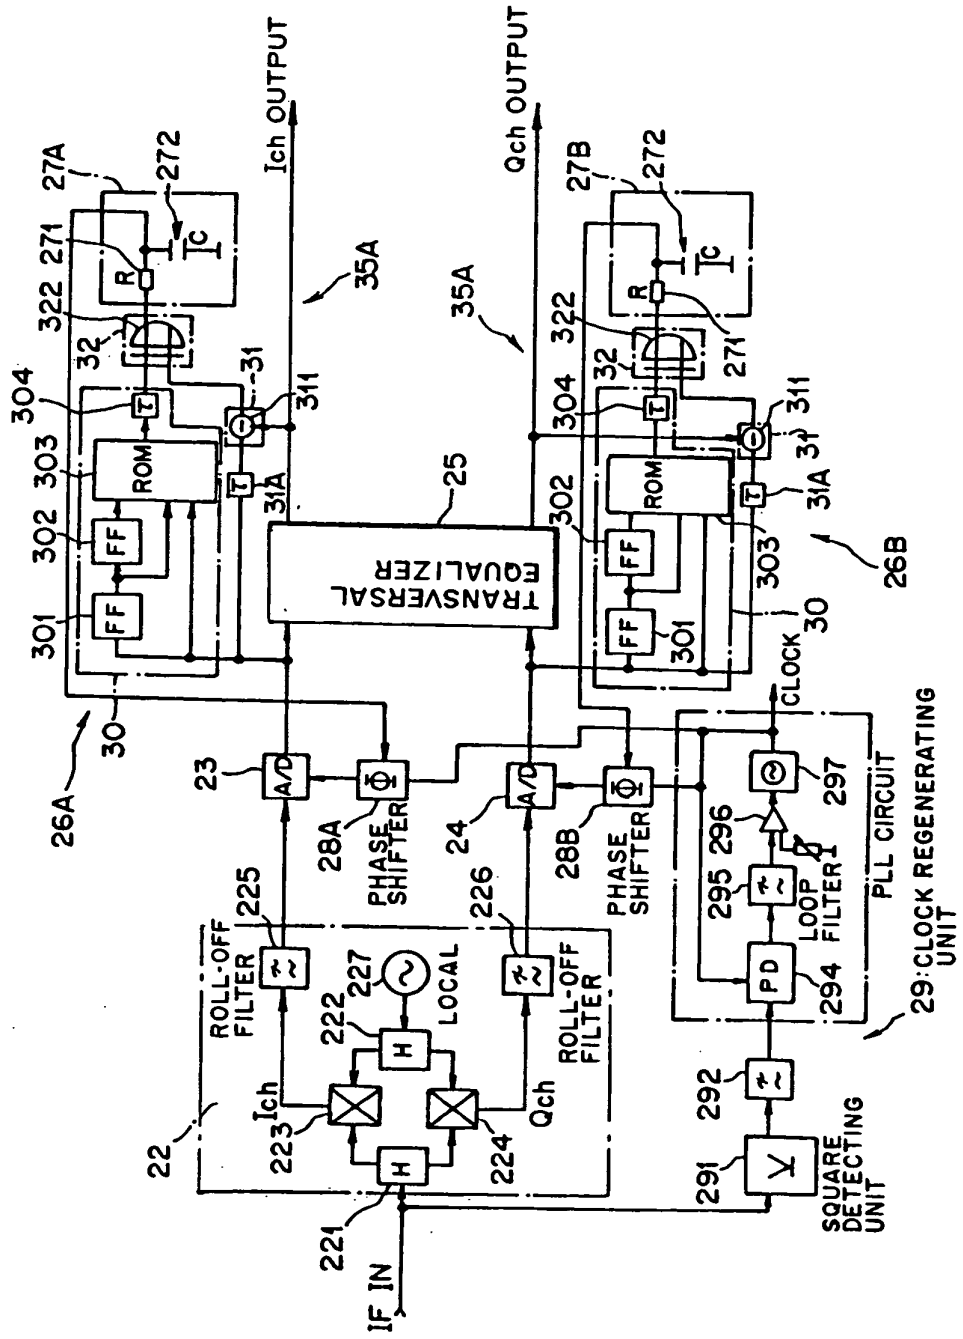 IF IN
22
221
H
223
Ich
224
Qch
222
H
227
LOCAL
ROLL-OFF
FILTER
225
ROLL-OFF
FILTER
226
23
A/D
24
A/D
28A
Φ
PHASE
SHIFTER
28B
Φ
PHASE
SHIFTER
26A
30
301
FF
302
FF
303
ROM
304
τ
31A
τ
31
311
32
322
271
R
27A
272
C
Ich OUTPUT
35A
25
TRANSVERSAL
EQUALIZER
Qch OUTPUT
35A
26B
30
301
FF
302
FF
303
ROM
304
τ
31A
τ
31
311
32
322
271
R
27B
272
C
SQUARE
DETECTING
UNIT
291
292
PD
294
295
LOOP
FILTER
296
297
CLOCK
PLL CIRCUIT
29:CLOCK REGENERATING
UNIT